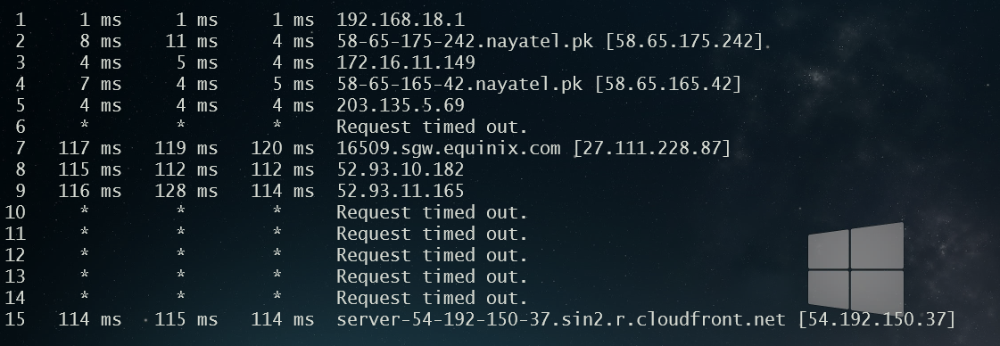 1 1 ms 1 ms 1 ms 192.168.18.1
2 8 ms 11 ms 4 ms 58-65-175-242.nayatel.pk [58.65.175.242]
3 4 ms 5 ms 4 ms 172.16.11.149
4 7 ms 4 ms 5 ms 58-65-165-42.nayatel.pk [58.65.165.42]
5 4 ms 4 ms 4 ms 203.135.5.69
6 * * * Request timed out.
7 117 ms 119 ms 120 ms 16509.sgw.equinix.com [27.111.228.87]
8 115 ms 112 ms 112 ms 52.93.10.182
9 116 ms 128 ms 114 ms 52.93.11.165
10 * * * Request timed out.
11 * * * Request timed out.
12 * * * Request timed out.
13 * * * Request timed out.
14 * * * Request timed out.
15 114 ms 115 ms 114 ms server-54-192-150-37.sin2.r.cloudfront.net [54.192.150.37]